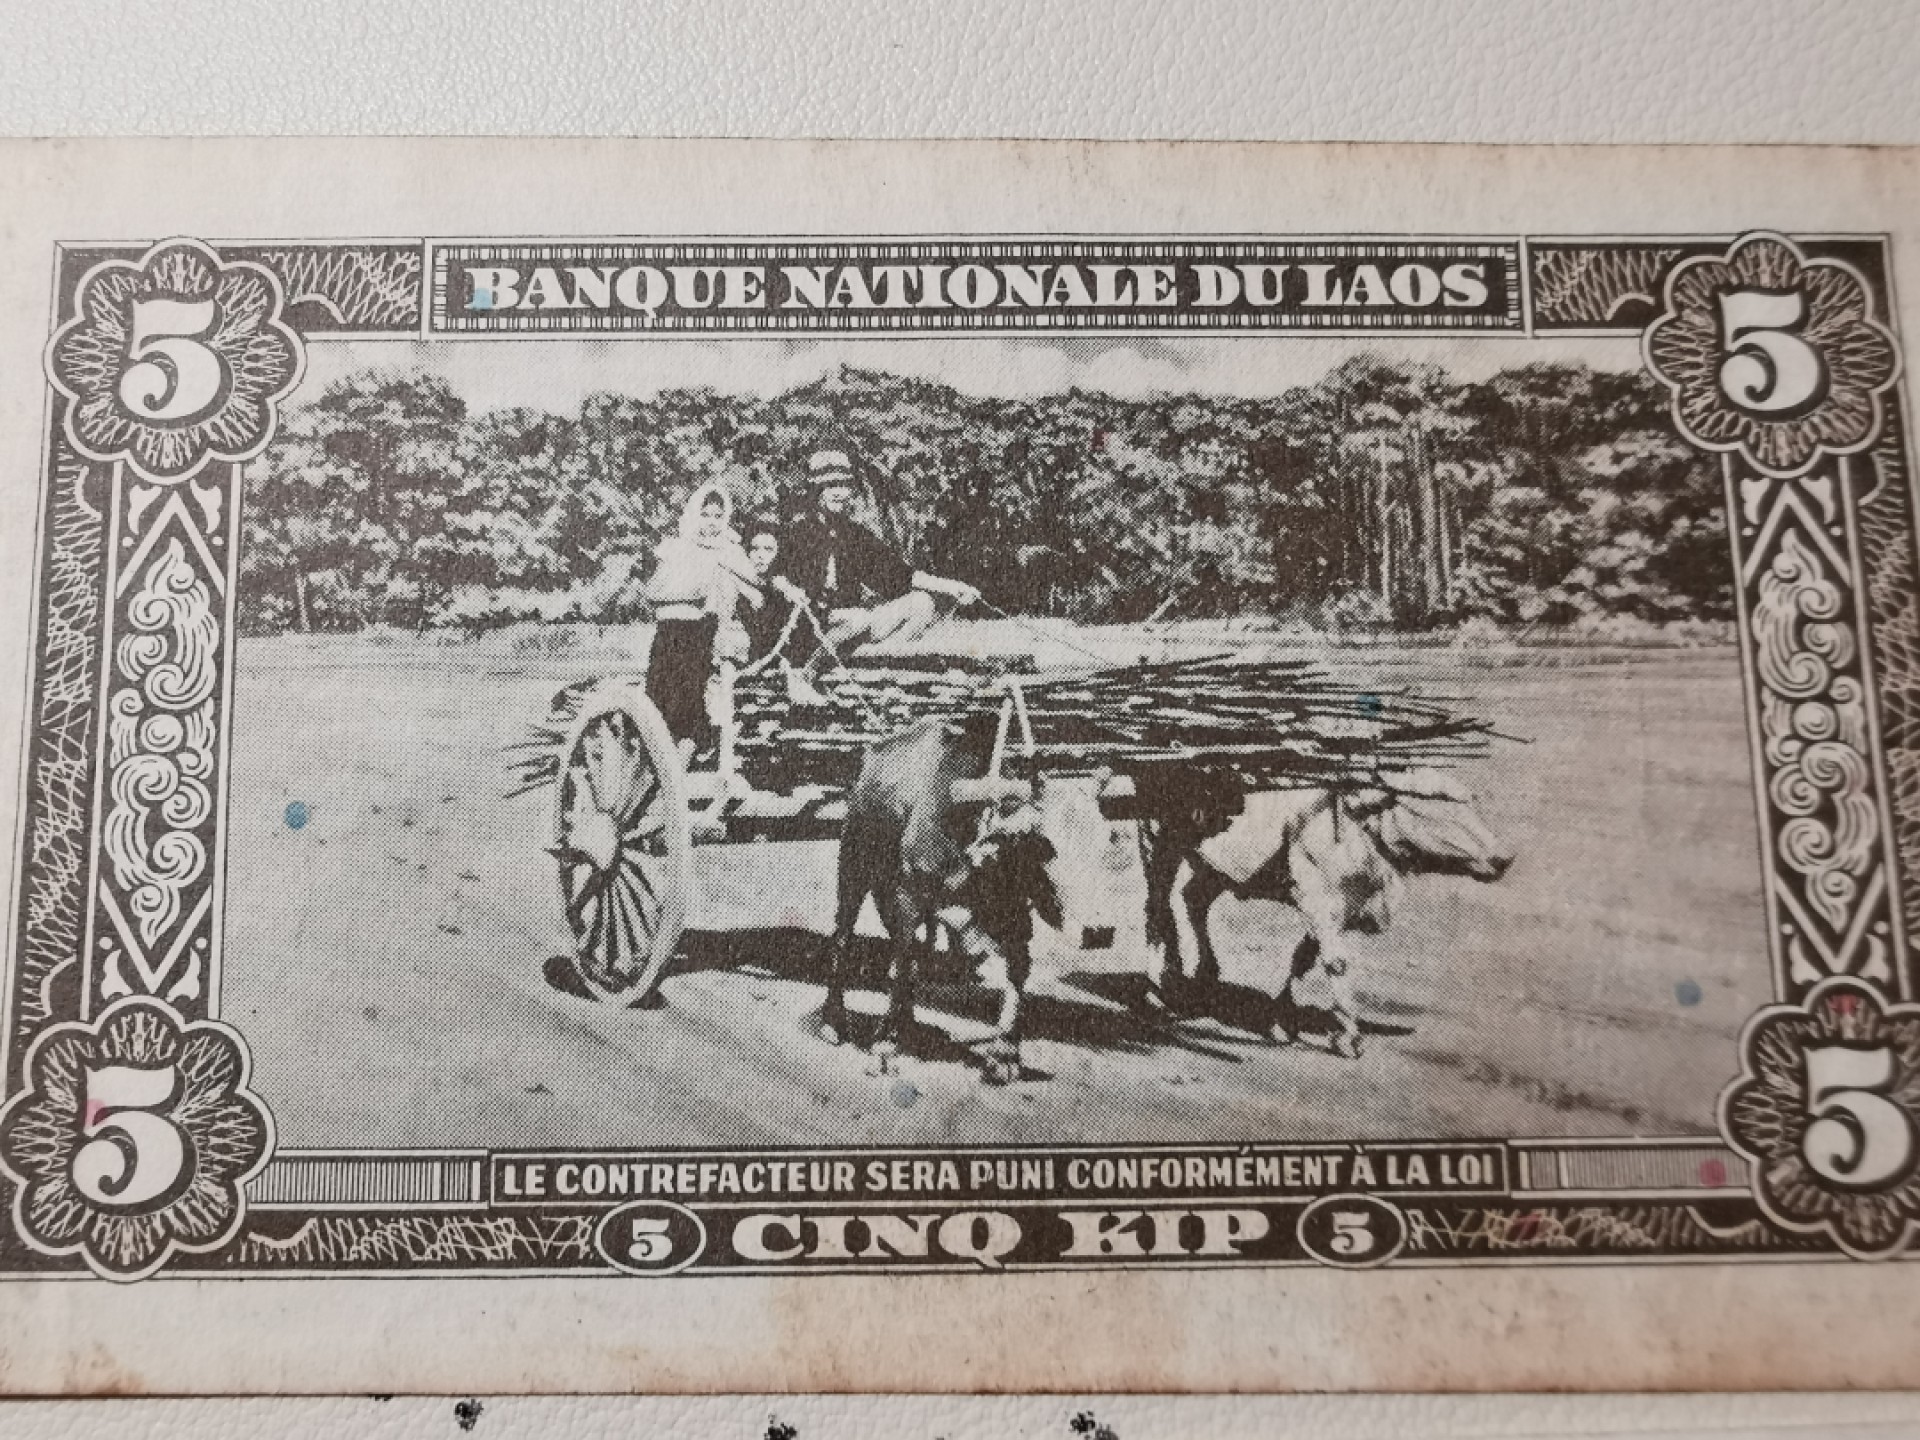 5 BANQUE NATIONALE DU LAOS 5
LE CONTREFACTEUR SERA PUNI CONFORMÉMENT À LA LOI
5 5 CINQ KIP 5 5